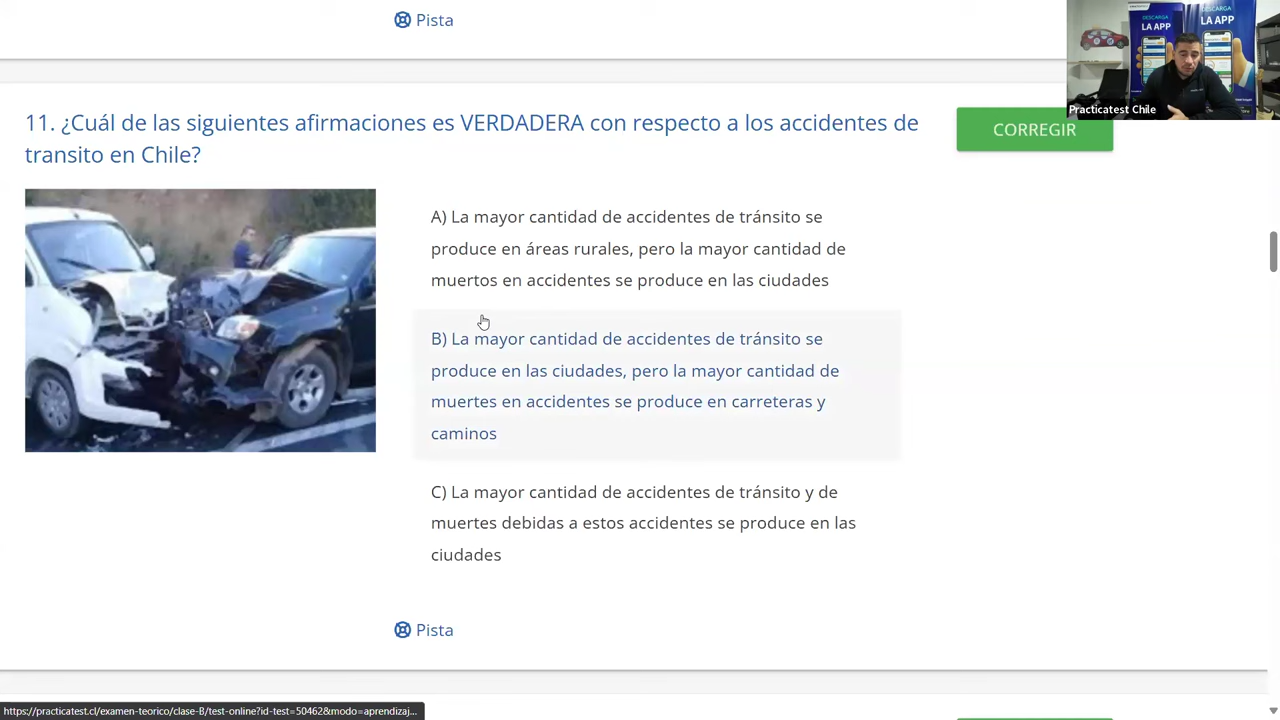 Pista
DESCARGA
LA APP
DESCARGA
LA APP
Practicatest Chile
11. ¿Cuál de las siguientes afirmaciones es VERDADERA con respecto a los accidentes de
transito en Chile?
CORREGIR
A) La mayor cantidad de accidentes de tránsito se
produce en áreas rurales, pero la mayor cantidad de
muertos en accidentes se produce en las ciudades
B) La mayor cantidad de accidentes de tránsito se
produce en las ciudades, pero la mayor cantidad de
muertes en accidentes se produce en carreteras y
caminos
C) La mayor cantidad de accidentes de tránsito y de
muertes debidas a estos accidentes se produce en las
ciudades
Pista
https://practicatest.cl/examen-teorico/clase-B/test-online?id-test=50462&modo=aprendizaj...